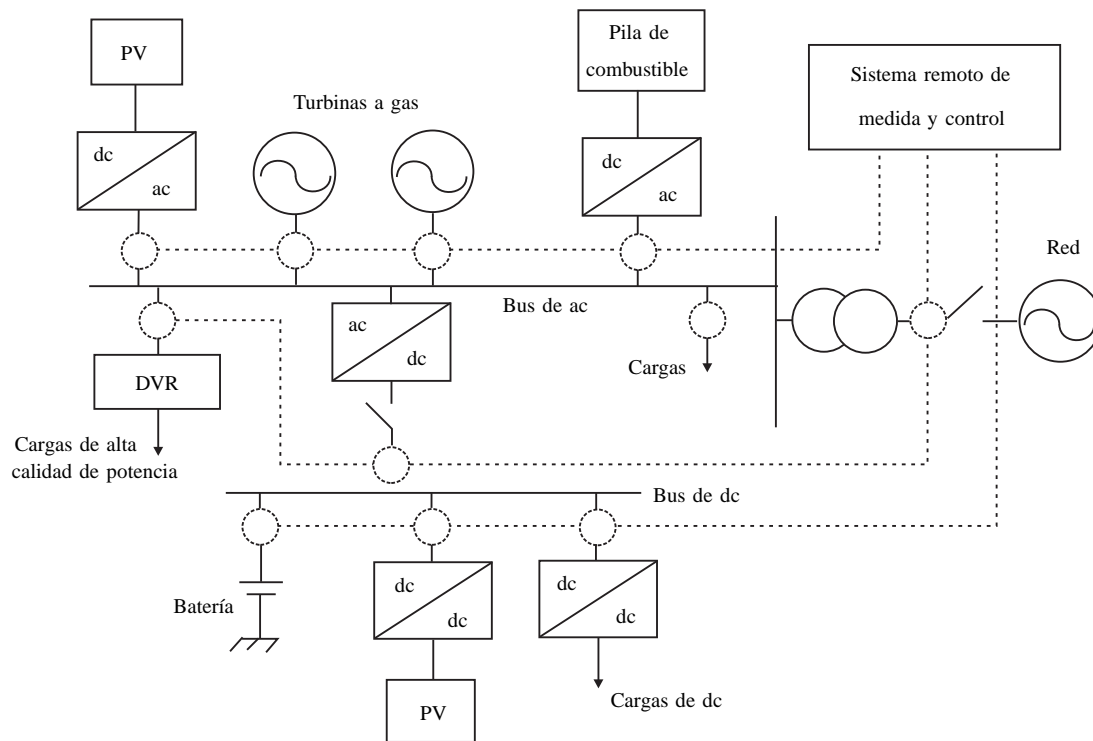 PV
Pila de
combustible
Sistema remoto de
medida y control
Turbinas a gas
dc
ac
dc
ac
Red
Bus de ac
ac
dc
Cargas
DVR
Cargas de alta
calidad de potencia
Bus de dc
Batería
dc
dc
dc
dc
Cargas de dc
PV